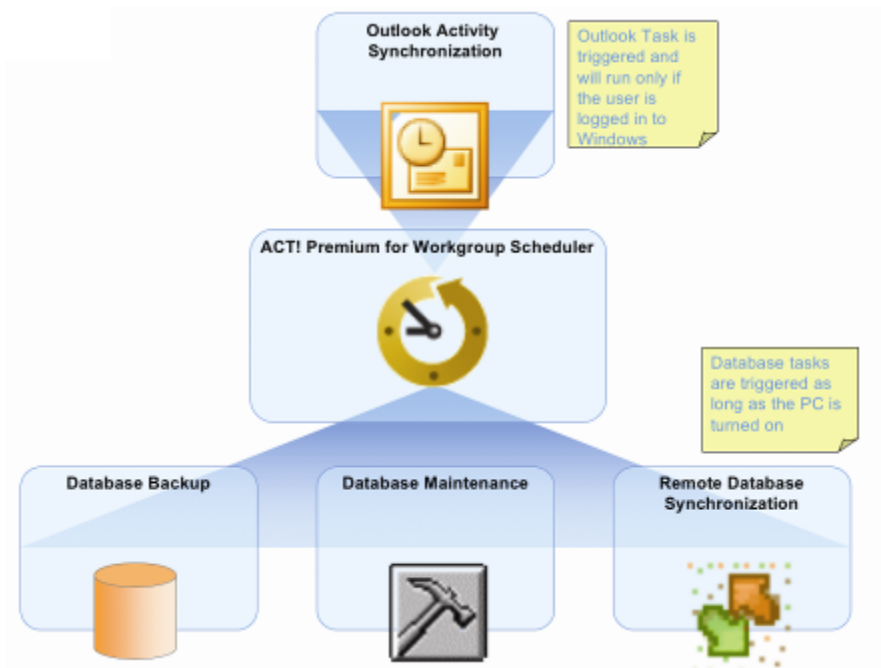 Outlook Activity
Synchronization
Outlook Task is
triggered and
will run only if
the user is
logged in to
Windows
ACT! Premium for Workgroup Scheduler
Database tasks
are triggered as
long as the PC is
turned on
Database Backup
Database Maintenance
Remote Database
Synchronization